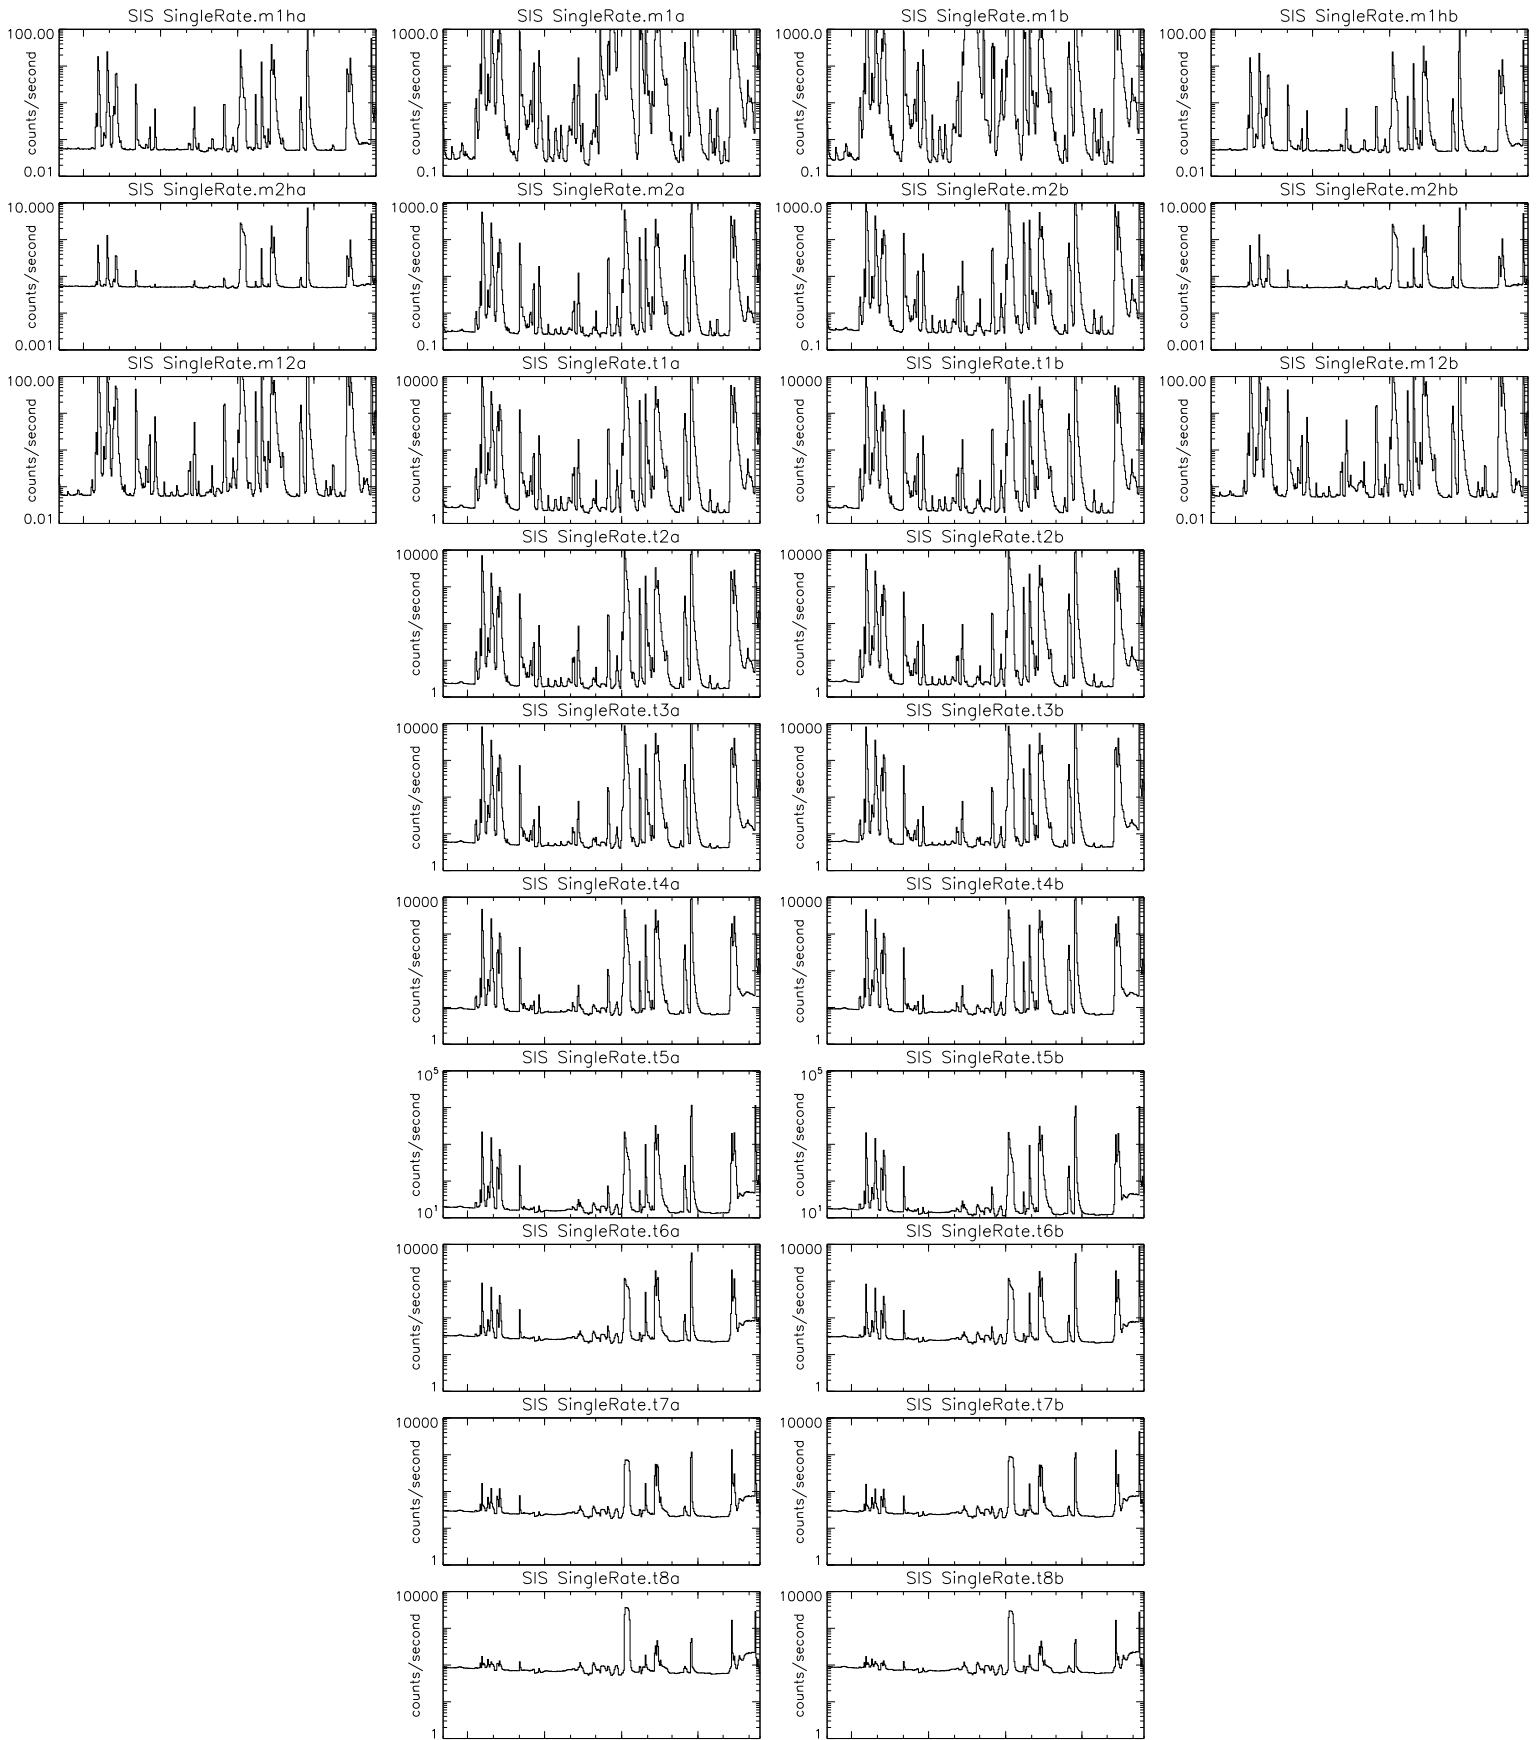 SIS SingleRate.m1ha
SIS SingleRate.m1a
SIS SingleRate.m1b
SIS SingleRate.m1hb
100.00
counts/second
0.01
1000.0
counts/second
0.1
1000.0
counts/second
0.1
100.00
counts/second
0.01
SIS SingleRate.m2ha
SIS SingleRate.m2a
SIS SingleRate.m2b
SIS SingleRate.m2hb
10.000
counts/second
0.001
1000.0
counts/second
0.1
1000.0
counts/second
0.1
10.000
counts/second
0.001
SIS SingleRate.m12a
SIS SingleRate.t1a
SIS SingleRate.t1b
SIS SingleRate.m12b
100.00
counts/second
0.01
10000
counts/second
1
10000
counts/second
1
100.00
counts/second
0.01
SIS SingleRate.t2a
SIS SingleRate.t2b
10000
counts/second
1
10000
counts/second
1
SIS SingleRate.t3a
SIS SingleRate.t3b
10000
counts/second
1
10000
counts/second
1
SIS SingleRate.t4a
SIS SingleRate.t4b
10000
counts/second
1
10000
counts/second
1
SIS SingleRate.t5a
SIS SingleRate.t5b
10⁵
counts/second
10¹
10⁵
counts/second
10¹
SIS SingleRate.t6a
SIS SingleRate.t6b
10000
counts/second
1
10000
counts/second
1
SIS SingleRate.t7a
SIS SingleRate.t7b
10000
counts/second
1
10000
counts/second
1
SIS SingleRate.t8a
SIS SingleRate.t8b
10000
counts/second
1
10000
counts/second
1